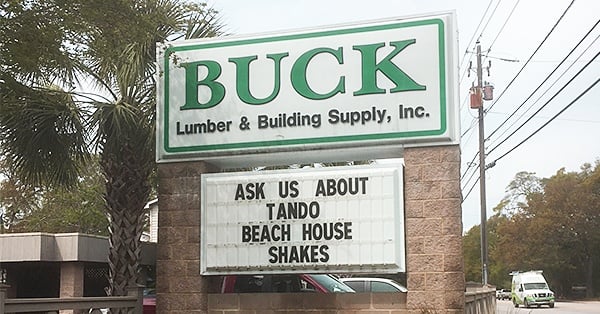 BUCK
Lumber & Building Supply, Inc.
ASK US ABOUT
TANDO
BEACH HOUSE
SHAKES